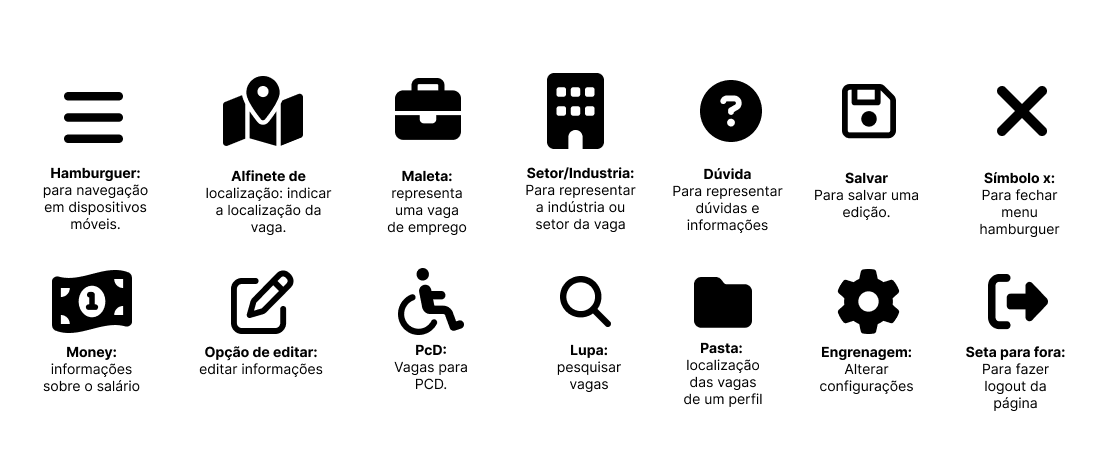 Hamburguer:
para navegação
em dispositivos
móveis.
Alfinete de
localização: indicar
a localização da
vaga.
Maleta:
representa
uma vaga
de emprego
Setor/Industria:
Para representar
a indústria ou
setor da vaga
Dúvida
Para representar
dúvidas e
informações
Salvar
Para salvar uma
edição.
Símbolo x:
Para fechar
menu
hamburguer
1
Money:
informações
sobre o salário
Opção de editar:
editar informações
PcD:
Vagas para
PCD.
Lupa:
pesquisar
vagas
Pasta:
localização
das vagas
de um perfil
Engrenagem:
Alterar
configurações
Seta para fora:
Para fazer
logout da
página